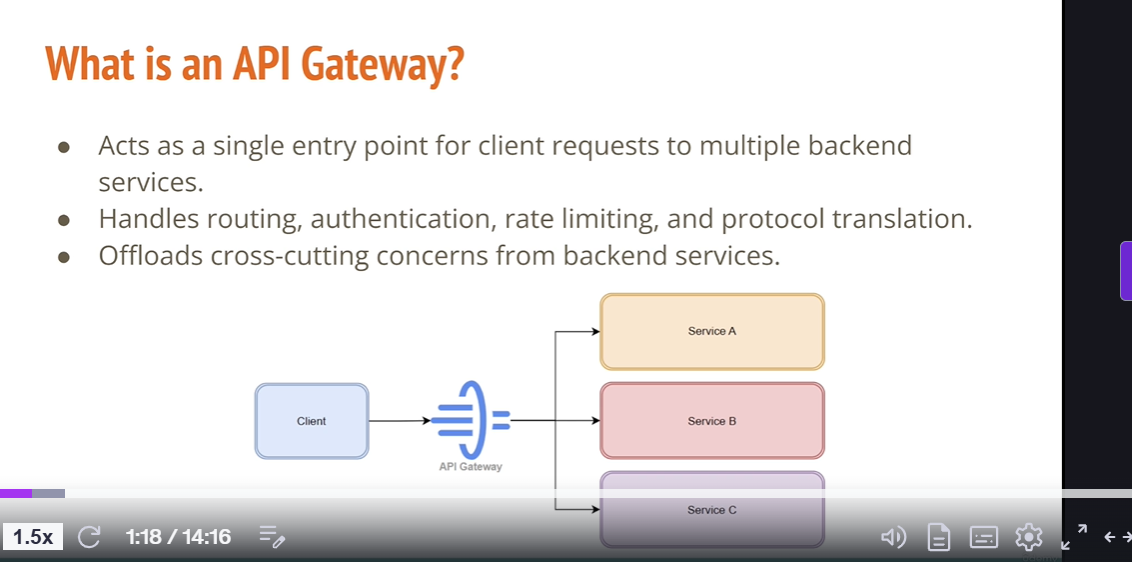 What is an API Gateway?
● Acts as a single entry point for client requests to multiple backend
services.
● Handles routing, authentication, rate limiting, and protocol translation.
● Offloads cross-cutting concerns from backend services.
Service A
Client
Service B
API Gateway
Service C
1.5x 1:18 / 14:16